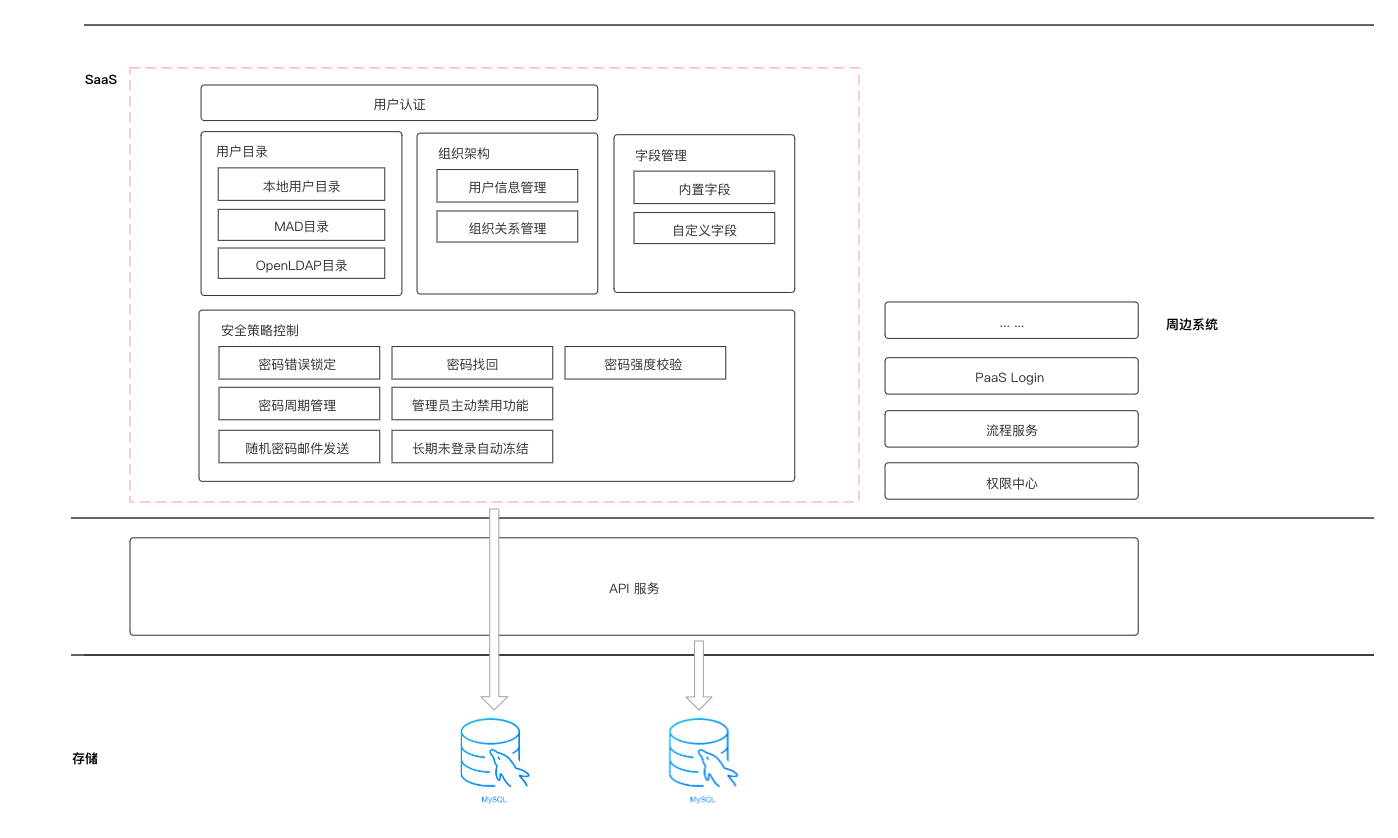 SaaS
用户认证
用户目录
本地用户目录
MAD目录
OpenLDAP目录
组织架构
用户信息管理
组织关系管理
字段管理
内置字段
自定义字段
安全策略控制
密码错误锁定
密码找回
密码强度校验
密码周期管理
管理员主动禁用功能
随机密码邮件发送
长期未登录自动冻结
... ...
周边系统
PaaS Login
流程服务
权限中心
API 服务
存储
MySQL
MySQL